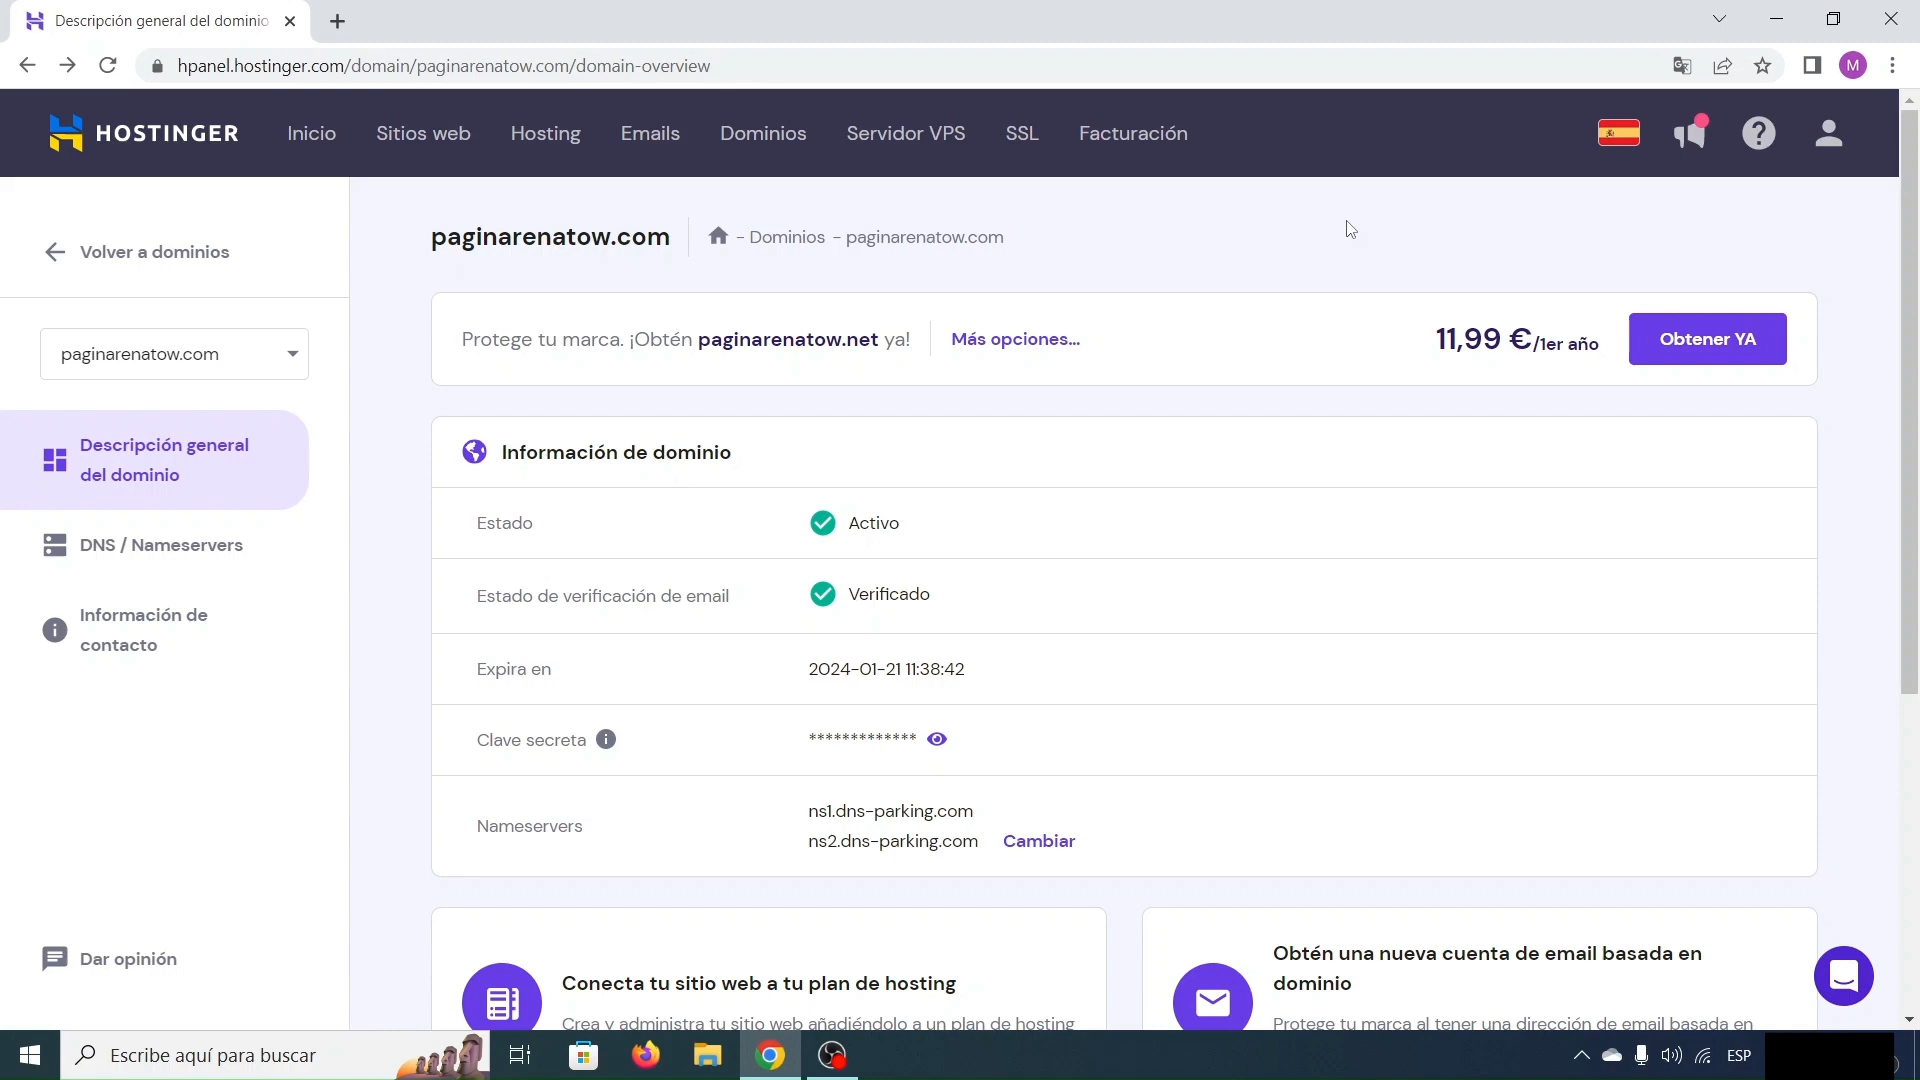 Descripción general del dominio
hpanel.hostinger.com/domain/paginarenatow.com/domain-overview
M
HOSTINGER
Inicio
Sitios web
Hosting
Emails
Dominios
Servidor VPS
SSL
Facturación
Volver a dominios
paginarenatow.com
Descripción general
del dominio
DNS / Nameservers
Información de
contacto
Dar opinión
paginarenatow.com
- Dominios - paginarenatow.com
Protege tu marca. ¡Obtén paginarenatow.net ya!
Más opciones...
11,99 €/1er año
Obtener YA
Información de dominio
Estado
Activo
Estado de verificación de email
Verificado
Expira en
2024-01-21 11:38:42
Clave secreta
*************
Nameservers
ns1.dns-parking.com
ns2.dns-parking.com
Cambiar
Conecta tu sitio web a tu plan de hosting
Crea y administra tu sitio web añadiéndolo a un plan de hosting
Obtén una nueva cuenta de email basada en
dominio
Protege tu marca al tener una dirección de email basada en
Escribe aquí para buscar
ESP